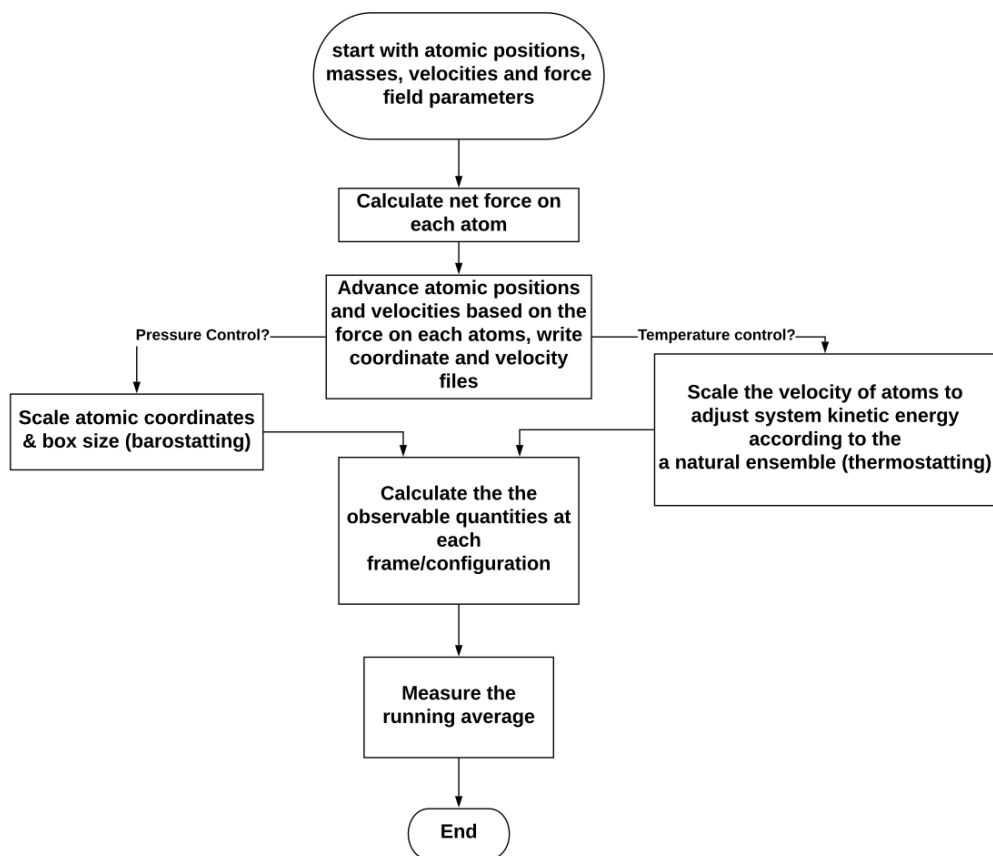 start with atomic positions,
masses, velocities and force
field parameters
Calculate net force on
each atom
Advance atomic positions
and velocities based on the
force on each atoms, write
coordinate and velocity
files
Pressure Control?
Temperature control?
Scale atomic coordinates
& box size (barostatting)
Scale the velocity of atoms to
adjust system kinetic energy
according to the
a natural ensemble (thermostatting)
Calculate the the
observable quantities at
each
frame/configuration
Measure the
running average
End